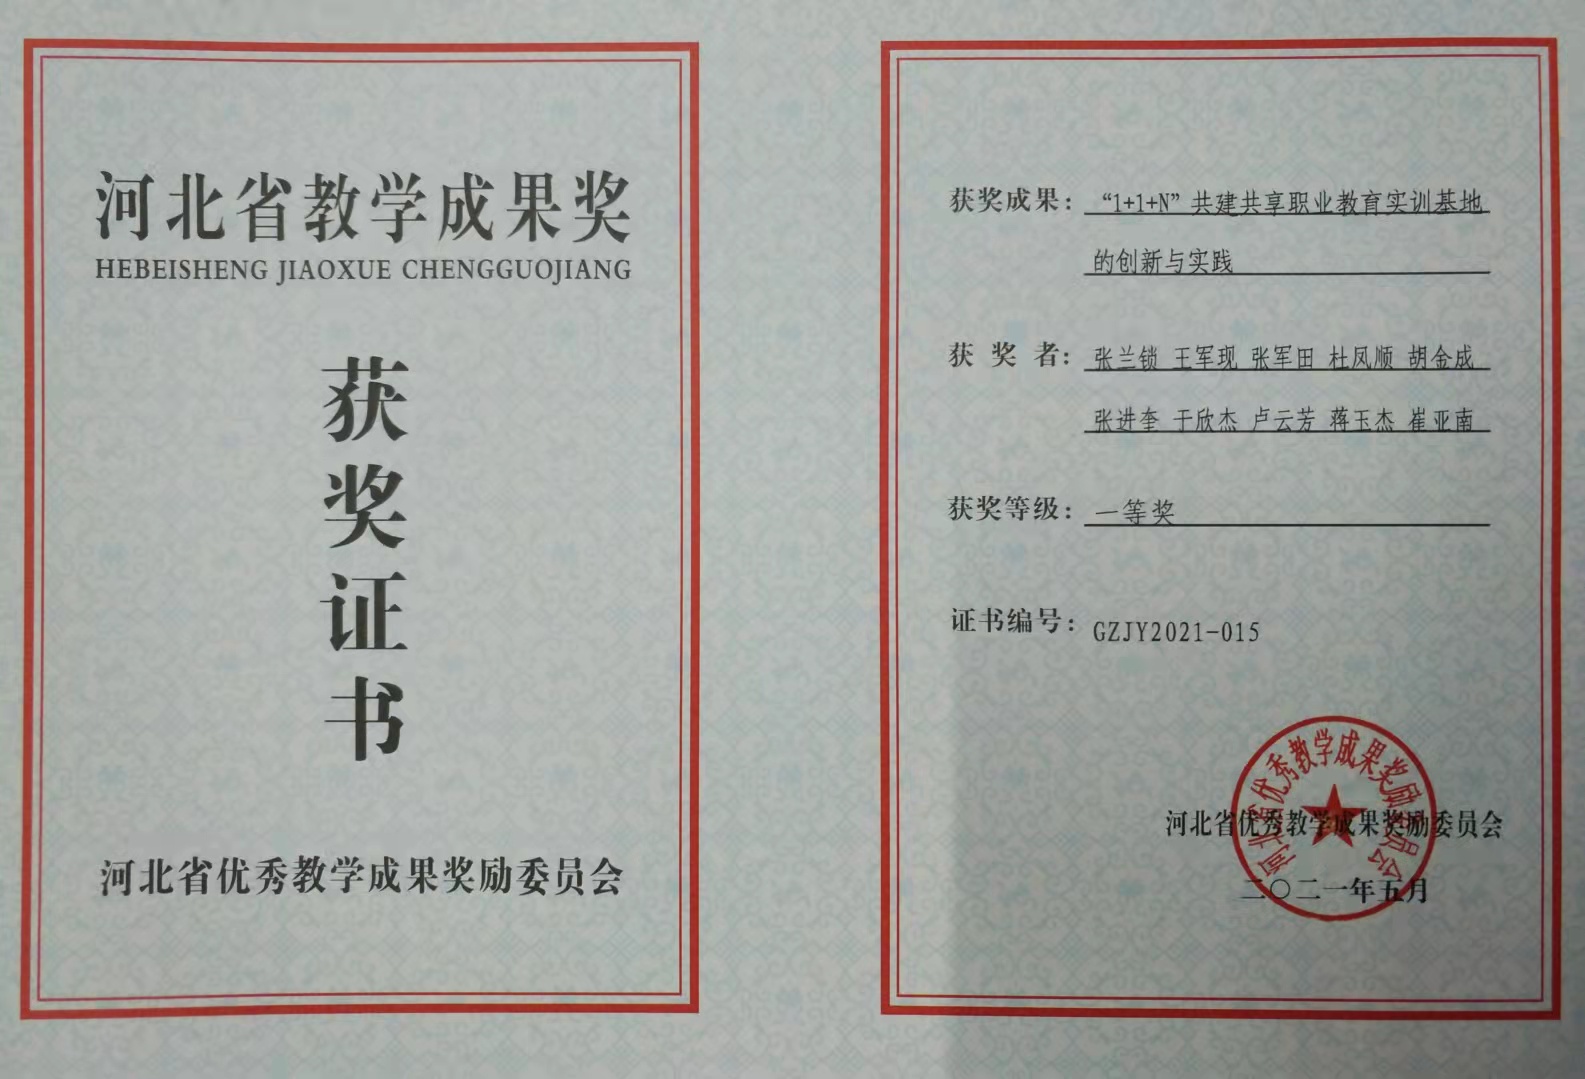 河北省教学成果奖
HEBEISHENG JIAOXUE CHENGGUOJIANG
获
奖
证
书
河北省优秀教学成果奖励委员会
获奖成果：“1+1+N”共建共享职业教育实训基地
的创新与实践
获 奖 者：张兰锁 王军现 张军田 杜凤顺 胡金成
张进奎 于欣杰 卢云芳 蒋玉杰 崔亚南
获奖等级：一等奖
证书编号：GZJY2021-015
河北省优秀教学成果奖励委员会
河北省优秀教学成果奖励委员会
二〇二一年五月